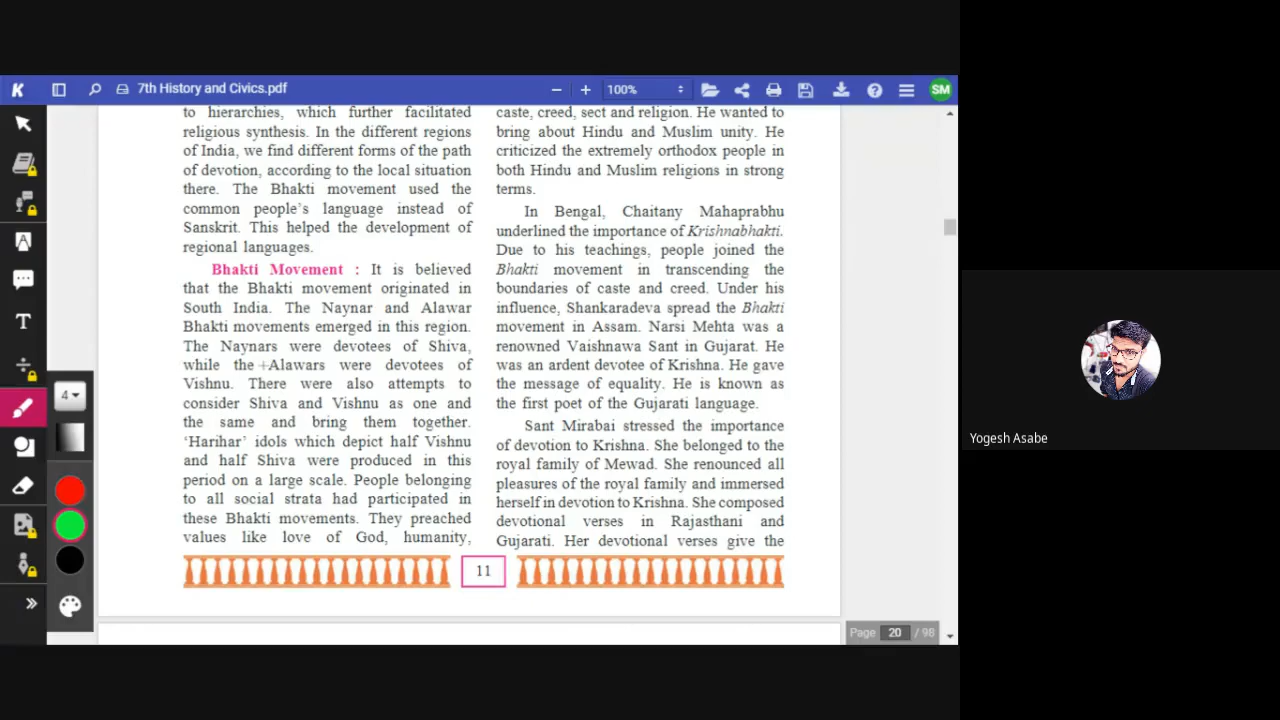 K
7th History and Civics.pdf
100%
SM
to hierarchies, which further facilitated
religious synthesis. In the different regions
of India, we find different forms of the path
of devotion, according to the local situation
there. The Bhakti movement used the
common people's language instead of
Sanskrit. This helped the development of
regional languages.
Bhakti Movement : It is believed
that the Bhakti movement originated in
South India. The Naynar and Alawar
Bhakti movements emerged in this region.
The Naynars were devotees of Shiva,
while the Alawars were devotees of
Vishnu. There were also attempts to
consider Shiva and Vishnu as one and
the same and bring them together.
'Harihar' idols which depict half Vishnu
and half Shiva were produced in this
period on a large scale. People belonging
to all social strata had participated in
these Bhakti movements. They preached
values like love of God, humanity,
caste, creed, sect and religion. He wanted to
bring about Hindu and Muslim unity. He
criticized the extremely orthodox people in
both Hindu and Muslim religions in strong
terms.
In Bengal, Chaitany Mahaprabhu
underlined the importance of Krishnabhakti.
Due to his teachings, people joined the
Bhakti movement in transcending the
boundaries of caste and creed. Under his
influence, Shankaradeva spread the Bhakti
movement in Assam. Narsi Mehta was a
renowned Vaishnawa Sant in Gujarat. He
was an ardent devotee of Krishna. He gave
the message of equality. He is known as
the first poet of the Gujarati language.
Sant Mirabai stressed the importance
of devotion to Krishna. She belonged to the
royal family of Mewad. She renounced all
pleasures of the royal family and immersed
herself in devotion to Krishna. She composed
devotional verses in Rajasthani and
Gujarati. Her devotional verses give the
11
4
Page 20 / 98
Yogesh Asabe